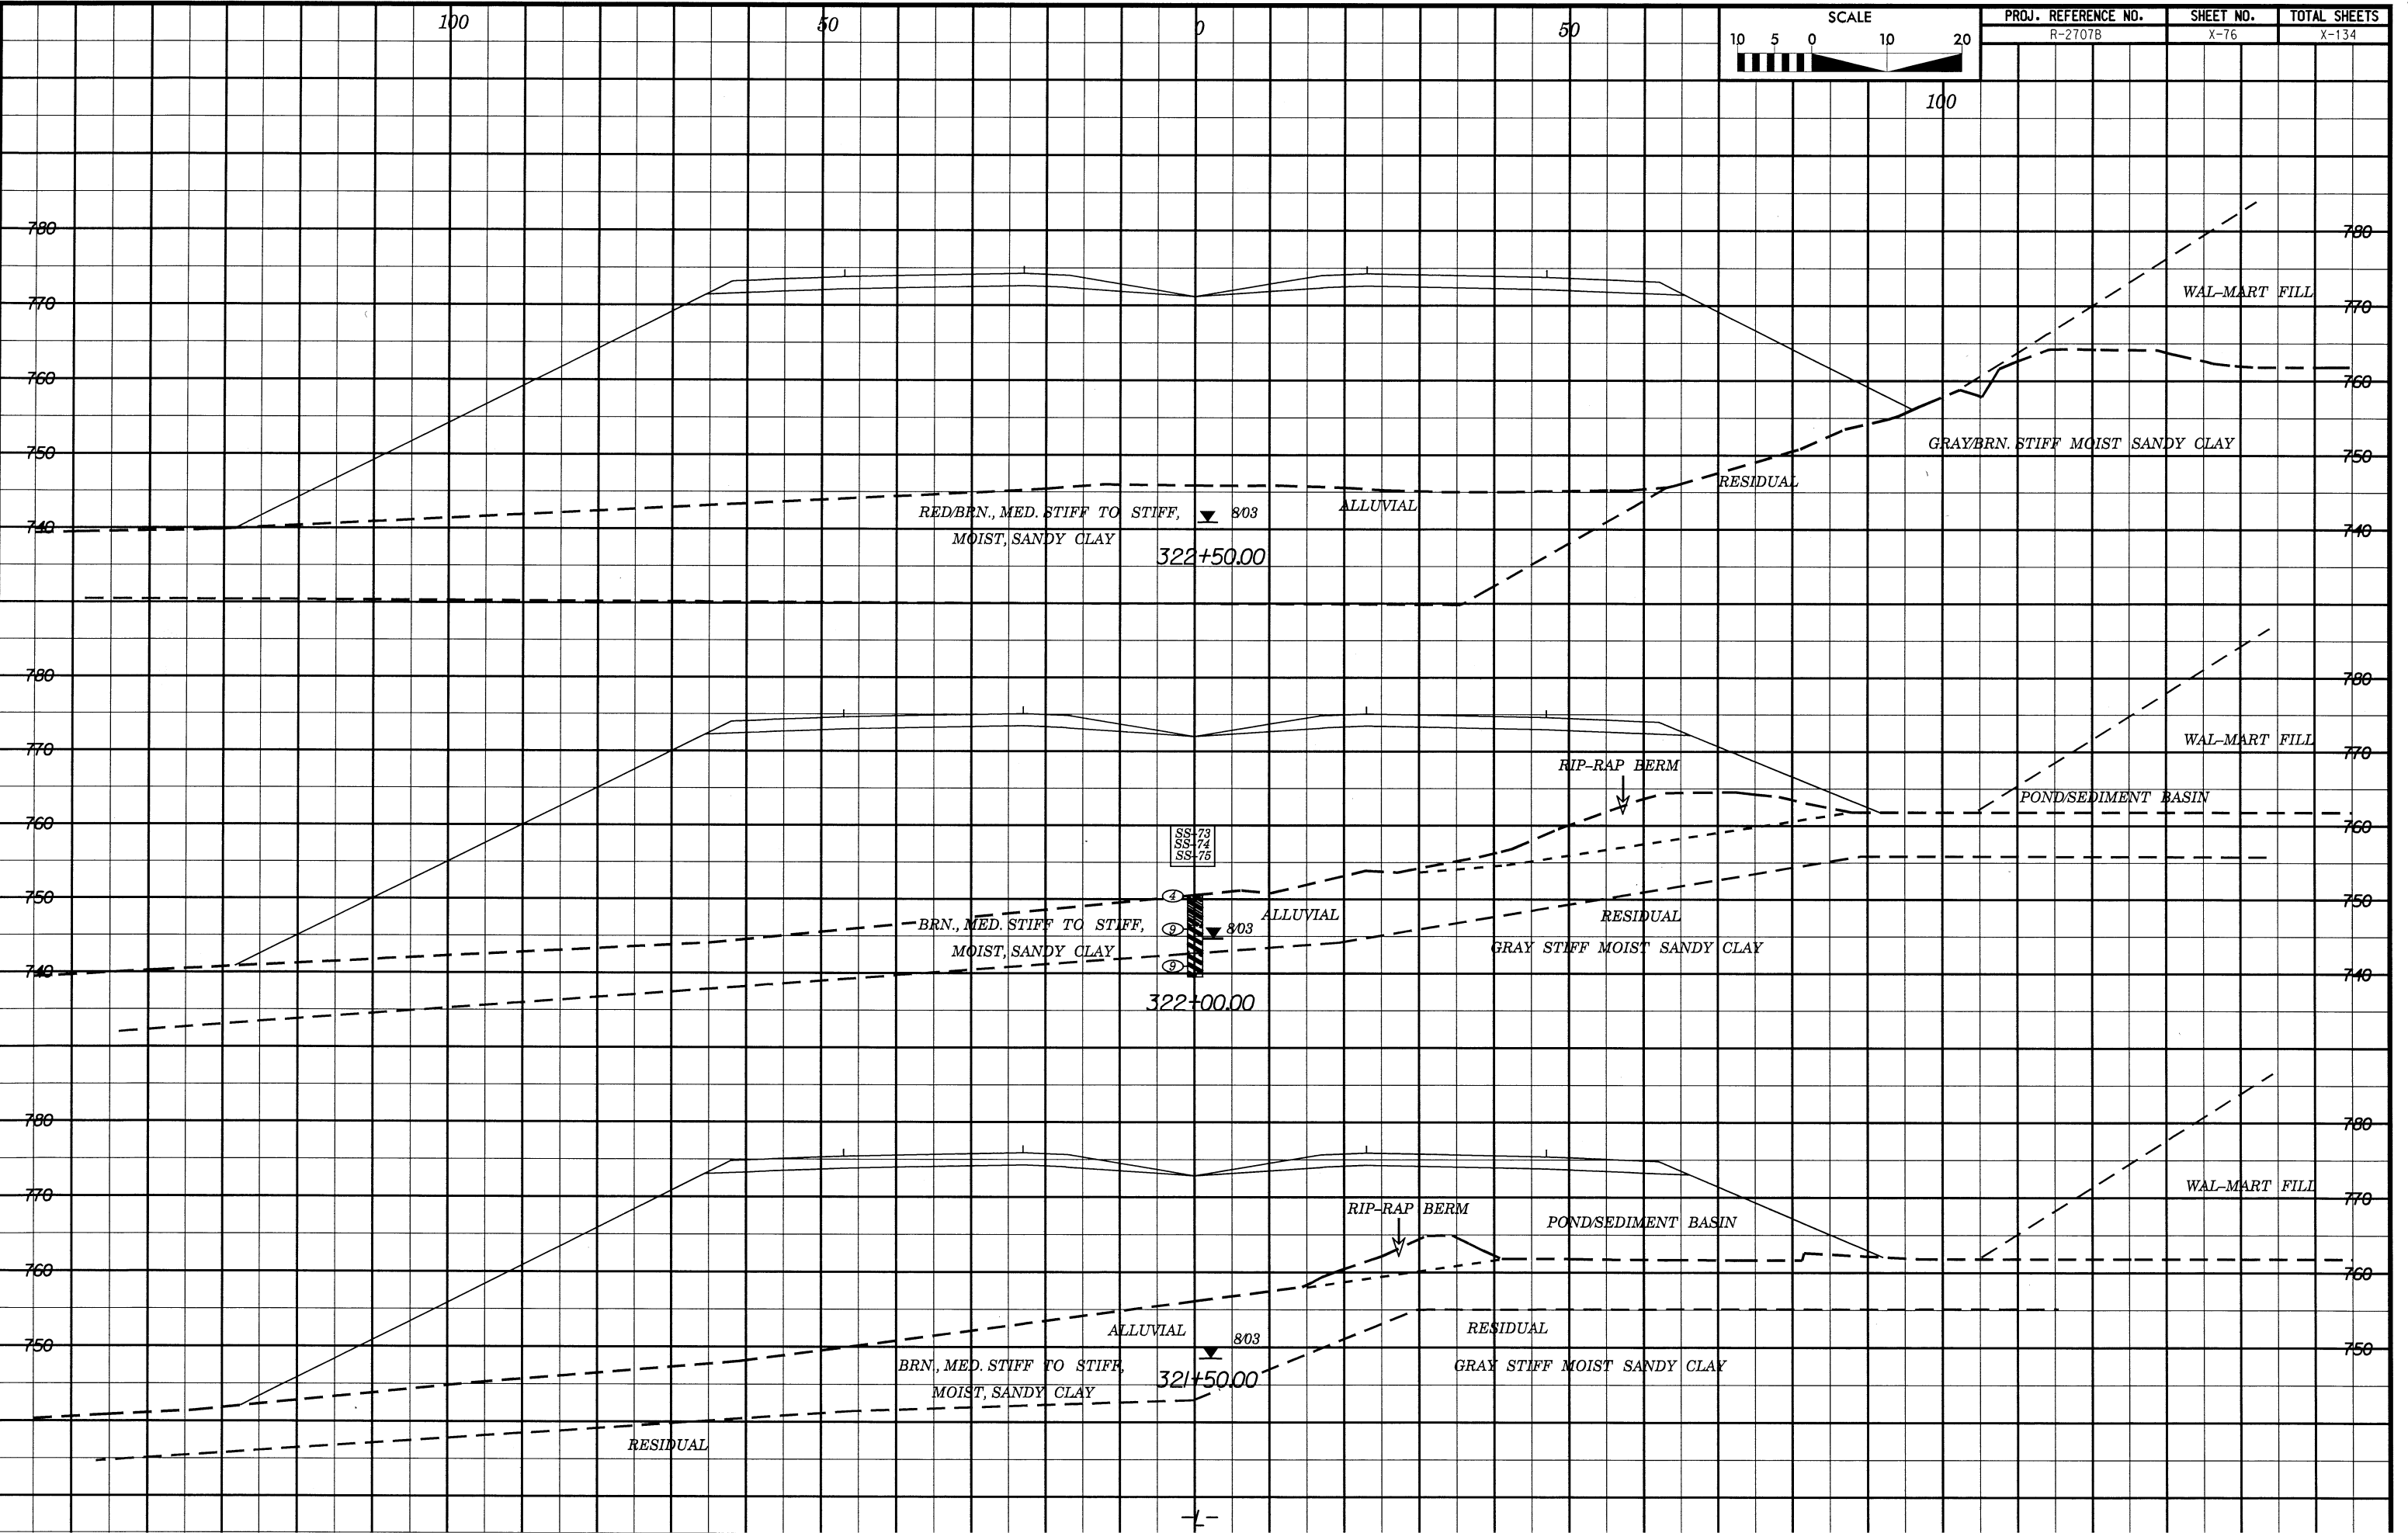 100 50 0 50
SCALE
10 5 0 10 20
PROJ. REFERENCE NO. SHEET NO. TOTAL SHEETS
R-2707B X-76 X-134
100
780 780
WAL-MART FILL
770 770
760 760
GRAY/BRN. STIFF MOIST SANDY CLAY
750 750
RESIDUAL
ALLUVIAL
RED/BRN., MED. STIFF TO STIFF, 8/03
740 740
MOIST, SANDY CLAY
322+50.00
780 780
WAL-MART FILL
770 770
RIP-RAP BERM
POND/SEDIMENT BASIN
760 760
SS-73
SS-74
SS-75
4
750 750
ALLUVIAL RESIDUAL
BRN., MED. STIFF TO STIFF, 9 8/03
MOIST, SANDY CLAY GRAY STIFF MOIST SANDY CLAY
9
740 740
322+00.00
780 780
WAL-MART FILL
770 770
RIP-RAP BERM
POND/SEDIMENT BASIN
760 760
ALLUVIAL RESIDUAL
8/03
750 750
BRN., MED. STIFF TO STIFF, GRAY STIFF MOIST SANDY CLAY
321+50.00
MOIST, SANDY CLAY
RESIDUAL
-L-